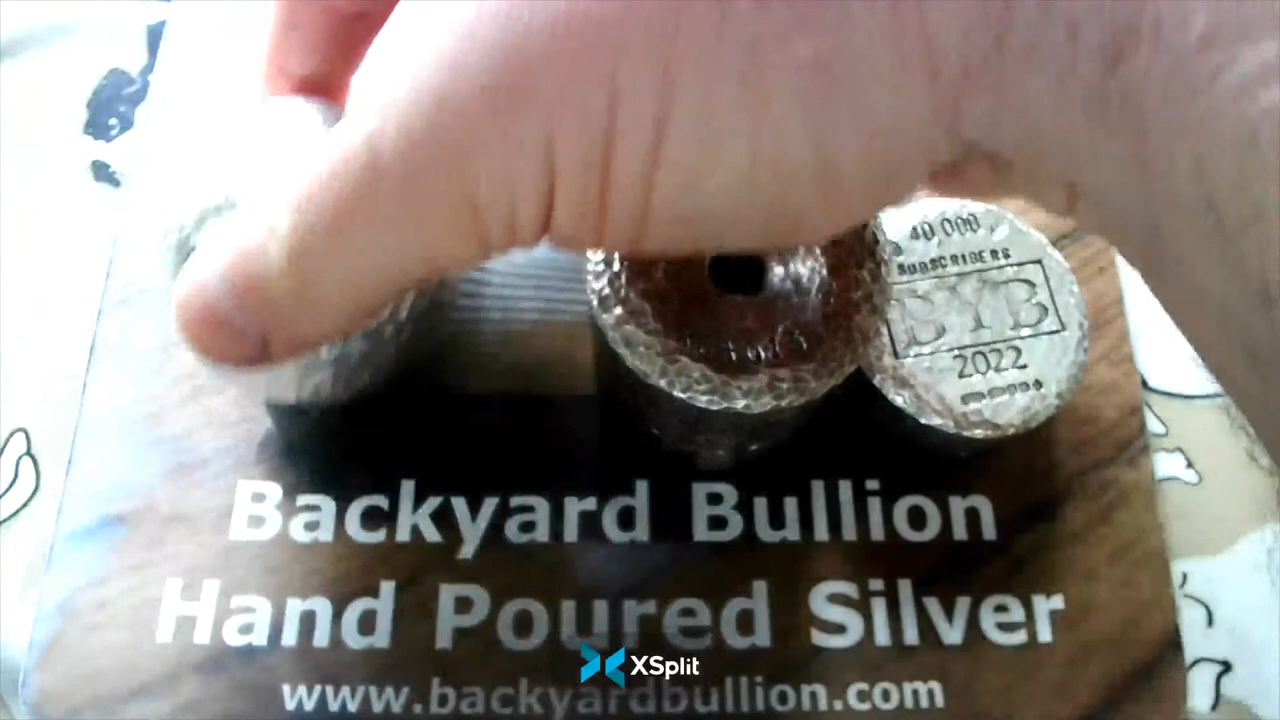 40,000
SUBSCRIBERS
BYB
2022
Backyard Bullion
Hand Poured Silver
XSplit
www.backyardbullion.com